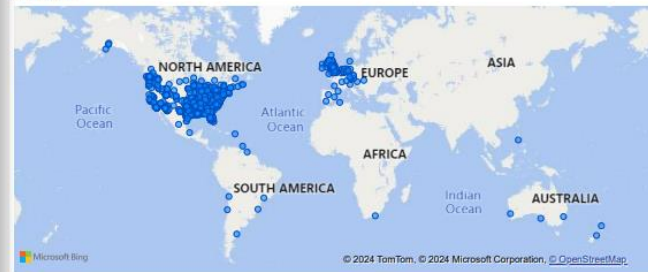 NORTH AMERICA
EUROPE
ASIA
Pacific
Ocean
Atlantic
Ocean
AFRICA
SOUTH AMERICA
Indian
Ocean
AUSTRALIA
Microsoft Bing
© 2024 TomTom, © 2024 Microsoft Corporation, © OpenStreetMap